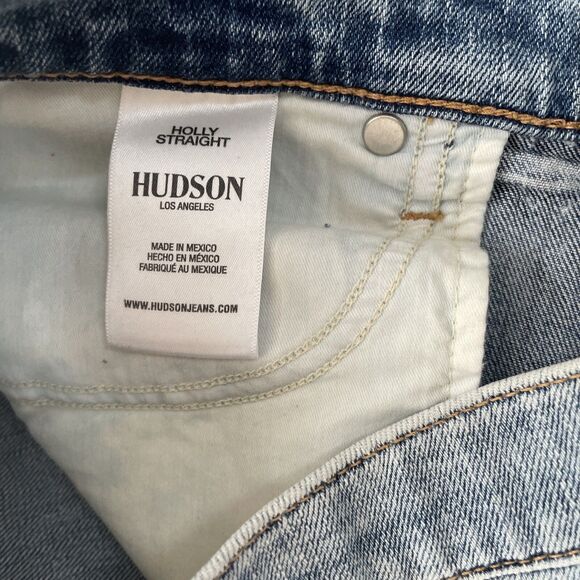 HOLLY
STRAIGHT
HUDSON
LOS ANGELES
MADE IN MEXICO
HECHO EN MÉXICO
FABRIQUÉ AU MEXIQUE
WWW.HUDSONJEANS.COM